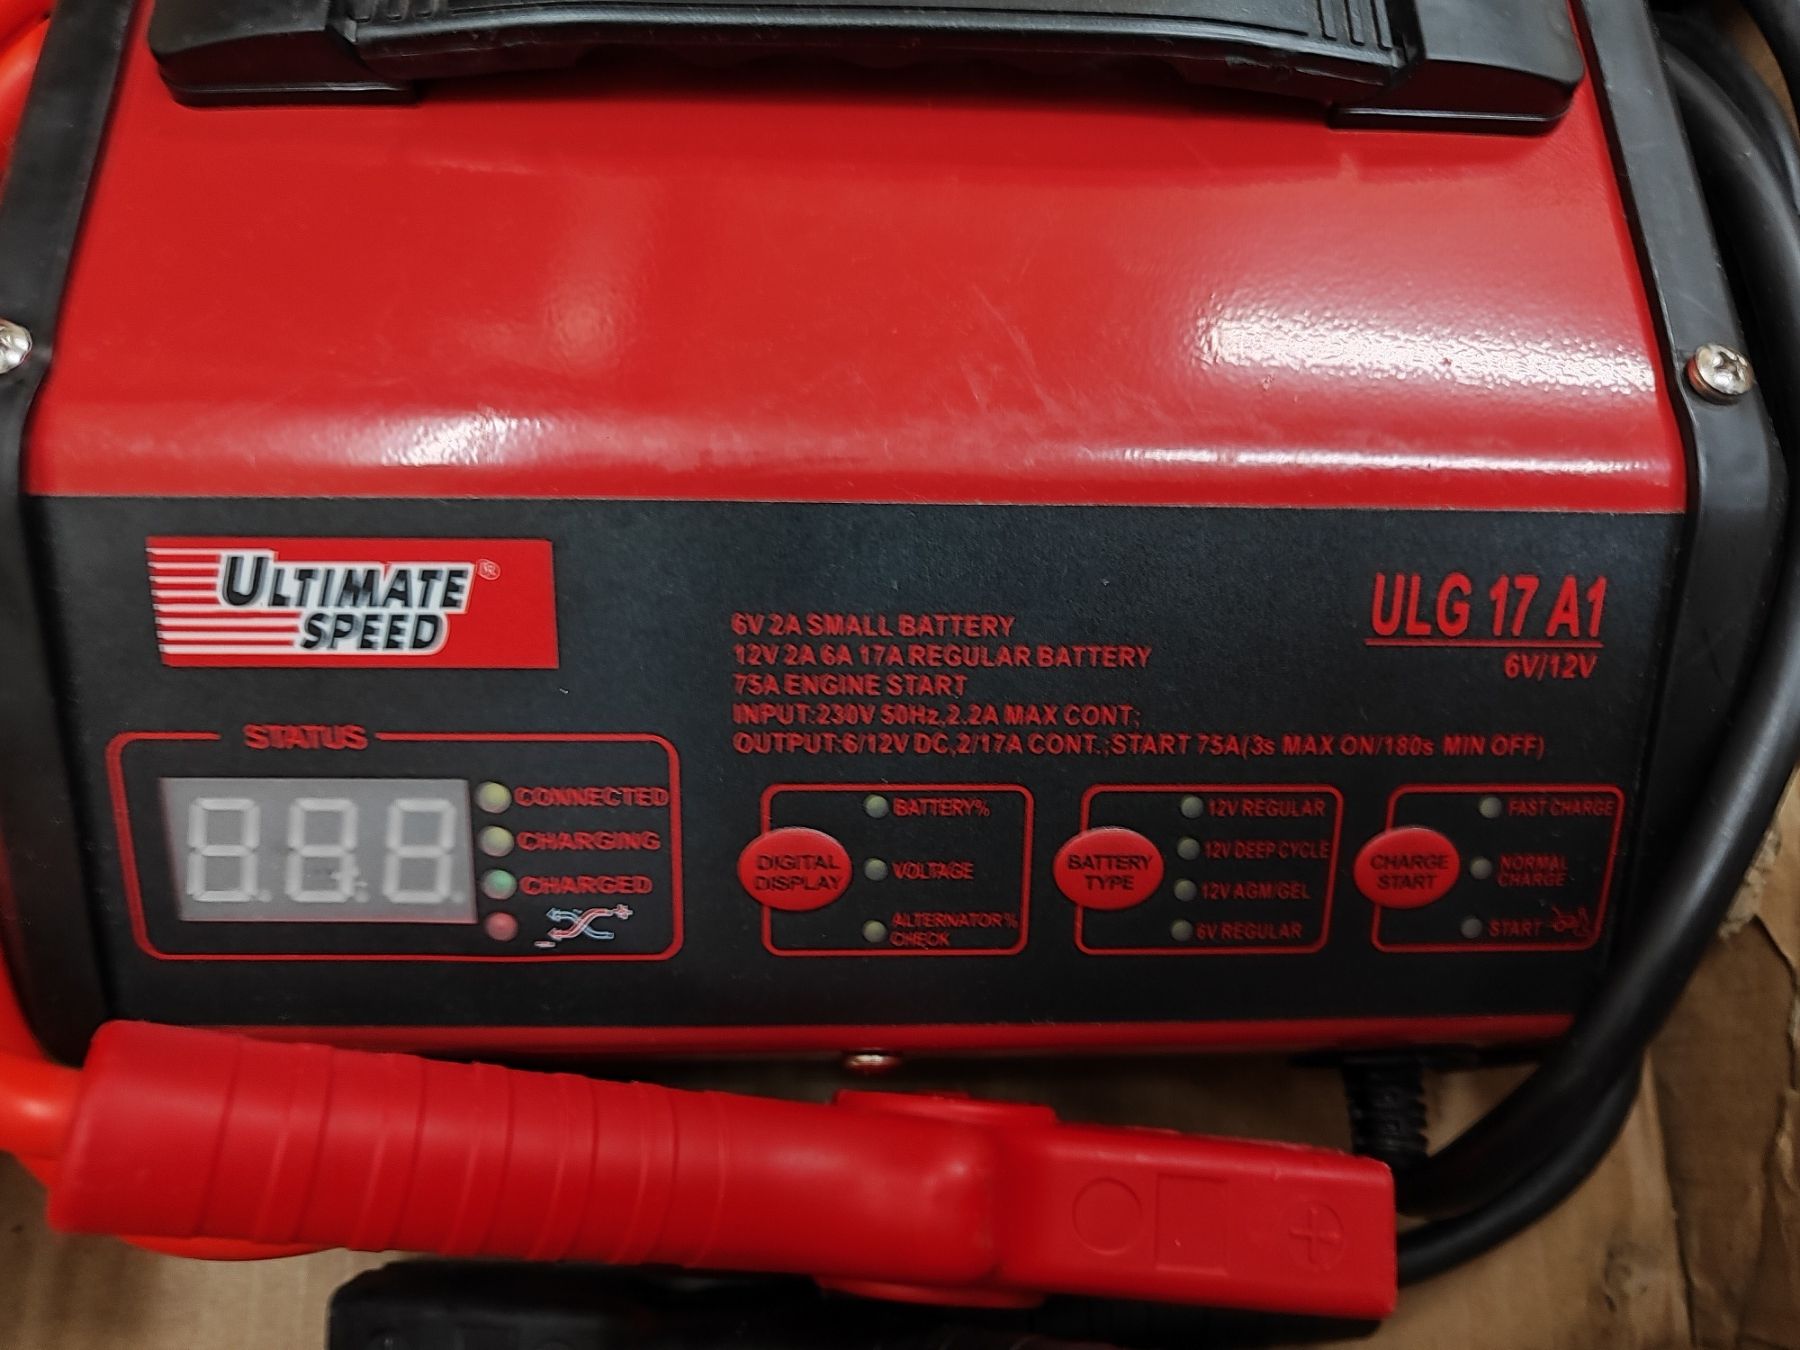 ULTIMATE ®
SPEED
ULG 17 A1
6V/12V
6V 2A SMALL BATTERY
12V 2A 6A 17A REGULAR BATTERY
75A ENGINE START
INPUT:230V 50Hz,2.2A MAX CONT;
OUTPUT:6/12V DC,2/17A CONT.;START 75A(3s MAX ON/180s MIN OFF)
STATUS
8.8.8.
CONNECTED
CHARGING
CHARGED
DIGITAL
DISPLAY
BATTERY%
VOLTAGE
ALTERNATOR%
CHECK
BATTERY
TYPE
12V REGULAR
12V DEEP CYCLE
12V AGM/GEL
6V REGULAR
CHARGE
START
FAST CHARGE
NORMAL
CHARGE
START
+